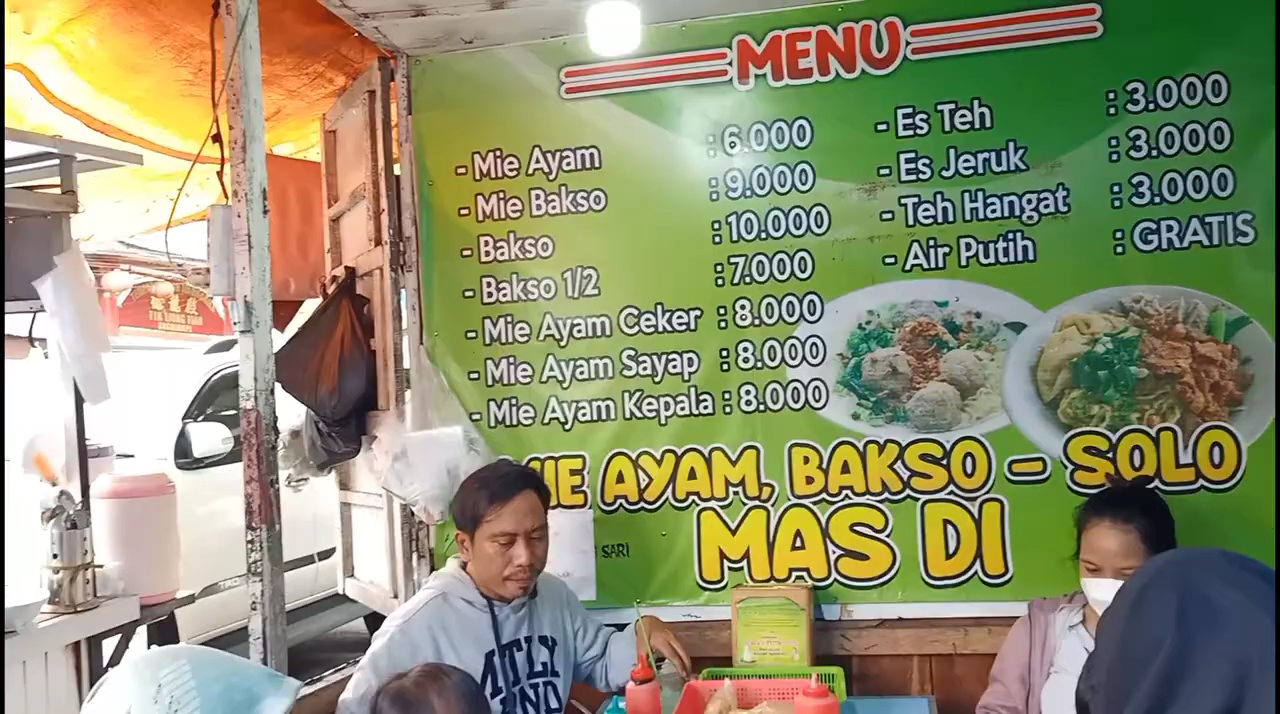 MENU
- Mie Ayam : 6.000
- Mie Bakso : 9.000
- Bakso : 10.000
- Bakso 1/2 : 7.000
- Mie Ayam Ceker : 8.000
- Mie Ayam Sayap : 8.000
- Mie Ayam Kepala : 8.000
- Es Teh : 3.000
- Es Jeruk : 3.000
- Teh Hangat : 3.000
- Air Putih : GRATIS
MIE AYAM, BAKSO - SOLO
MAS DI
SARI